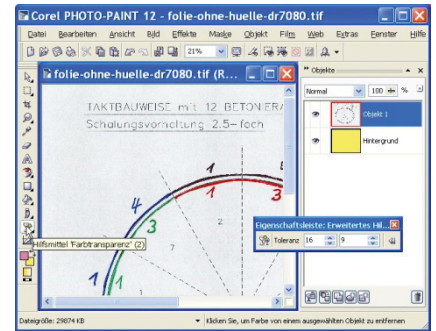 Corel PHOTO-PAINT 12 - folie-ohne-huelle-dr7080.tif
Datei Bearbeiten Ansicht Bild Effekte Maske Objekt Film Web Extras Fenster Hilfe
21%
folie-ohne-huelle-dr7080.tif (R...
TAKTBAUWEISE mit 12 BETONIERA
Schalungsvorhaltung 2.5-fach
1
4
3
1
3
2
7
1
1
Hilfsmittel 'Farbtransparenz' (2)
Objekte
Normal 100 %
Objekt 1
Hintergrund
Eigenschaftsleiste: Erweitertes Hil...
Toleranz 16 9
Dateigröße: 29874 KB Klicken Sie, um Farbe von einem ausgewählten Objekt zu entfernen